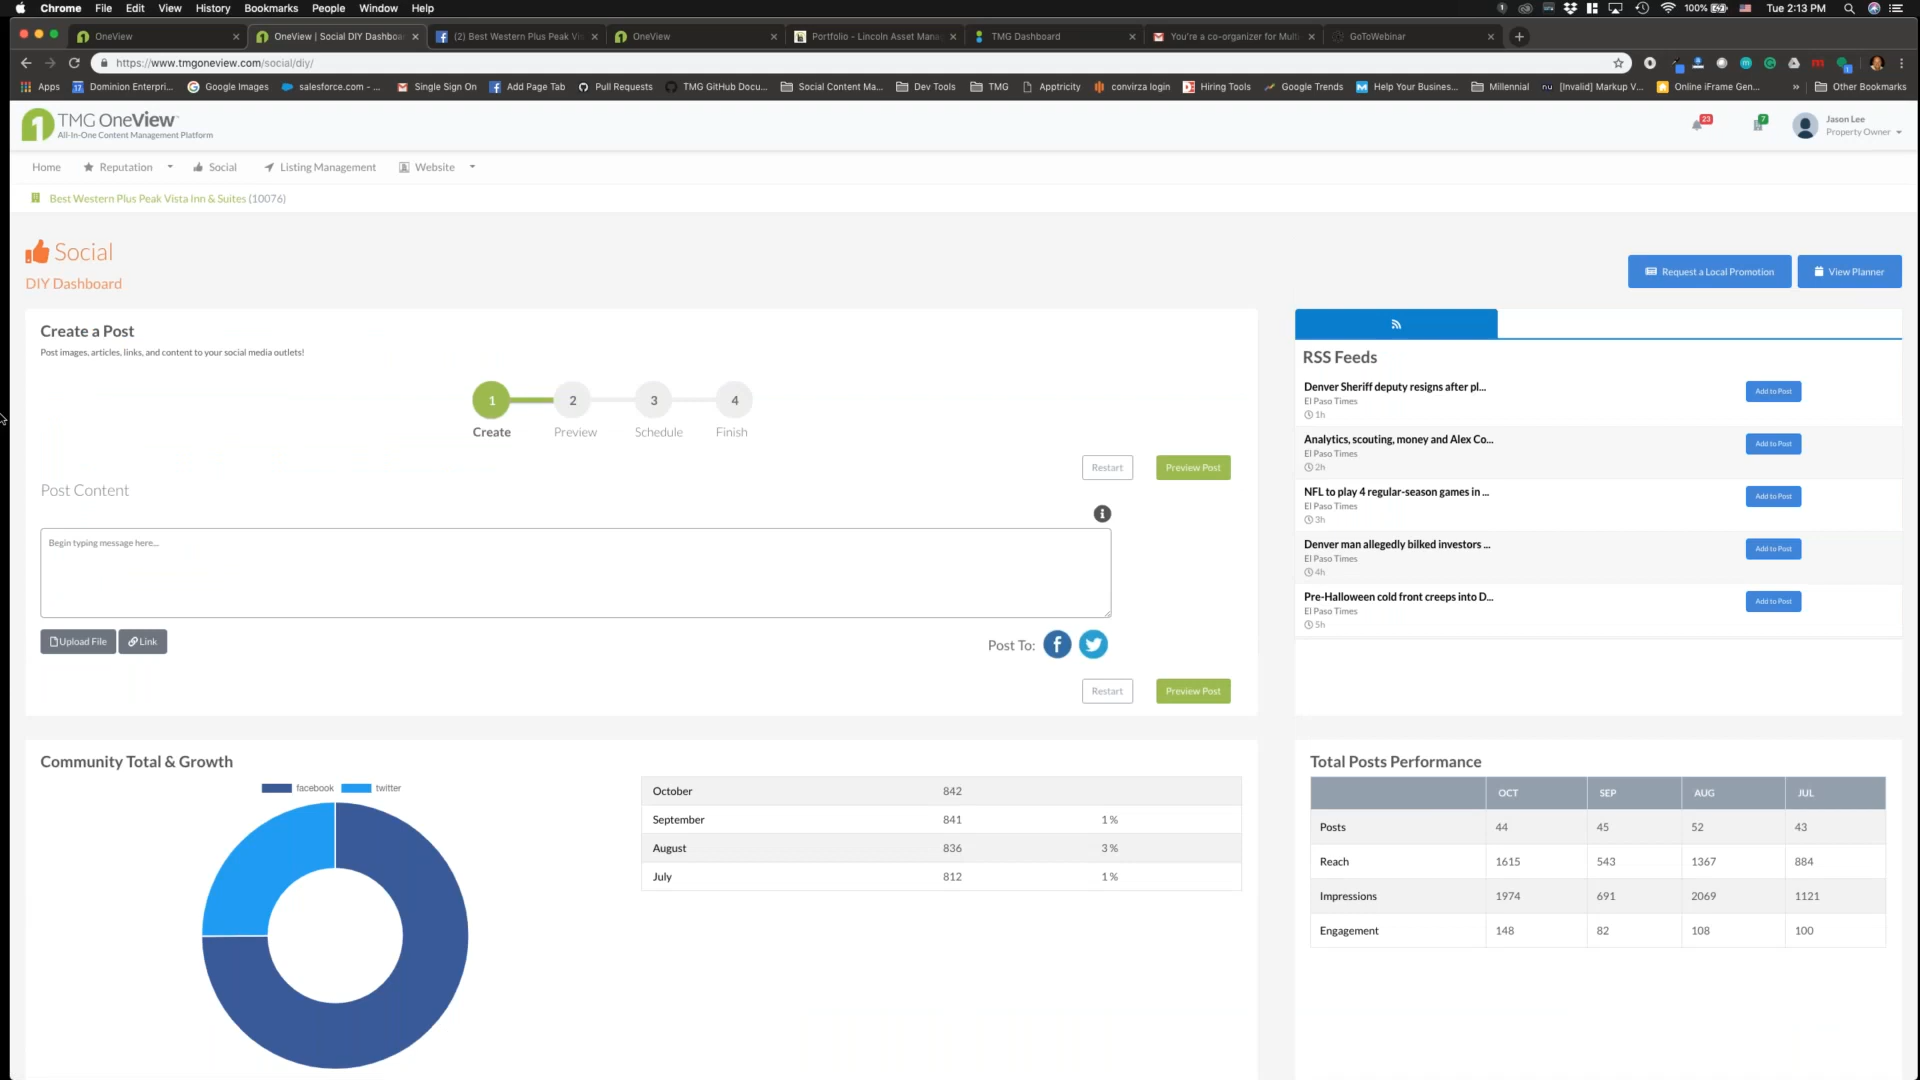 Chrome File Edit View History Bookmarks People Window Help
100% Tue 2:13 PM
OneView
OneView | Social DIY Dashboa
(2) Best Western Plus Peak Vi
OneView
Portfolio - Lincoln Asset Mana
TMG Dashboard
You're a co-organizer for Mult
GoToWebinar
https://www.tmgoneview.com/social/diy/
Apps Dominion Enterpri... Google Images salesforce.com - ... Single Sign On Add Page Tab Pull Requests TMG GitHub Docu... Social Content Ma... Dev Tools TMG Apptricity convirza login Hiring Tools Google Trends Help Your Busines... Millennial [Invalid] Markup V... Online iFrame Gen... » Other Bookmarks
TMG OneView
All-In-One Content Management Platform
23
7
Jason Lee
Property Owner
Home Reputation Social Listing Management Website
Best Western Plus Peak Vista Inn & Suites (10076)
Social
DIY Dashboard
Request a Local Promotion
View Planner
Create a Post
Post images, articles, links, and content to your social media outlets!
1 2 3 4
Create Preview Schedule Finish
Restart Preview Post
Post Content
Begin typing message here...
Upload File Link
Post To:
Restart Preview Post
RSS Feeds
Denver Sheriff deputy resigns after pl...
El Paso Times
1h
Add to Post
Analytics, scouting, money and Alex Co...
El Paso Times
2h
Add to Post
NFL to play 4 regular-season games in ...
El Paso Times
3h
Add to Post
Denver man allegedly bilked investors ...
El Paso Times
4h
Add to Post
Pre-Halloween cold front creeps into D...
El Paso Times
5h
Add to Post
Community Total & Growth
facebook twitter
October 842
September 841 1 %
August 836 3 %
July 812 1 %
Total Posts Performance
OCT SEP AUG JUL
Posts 44 45 52 43
Reach 1615 543 1367 884
Impressions 1974 691 2069 1121
Engagement 148 82 108 100